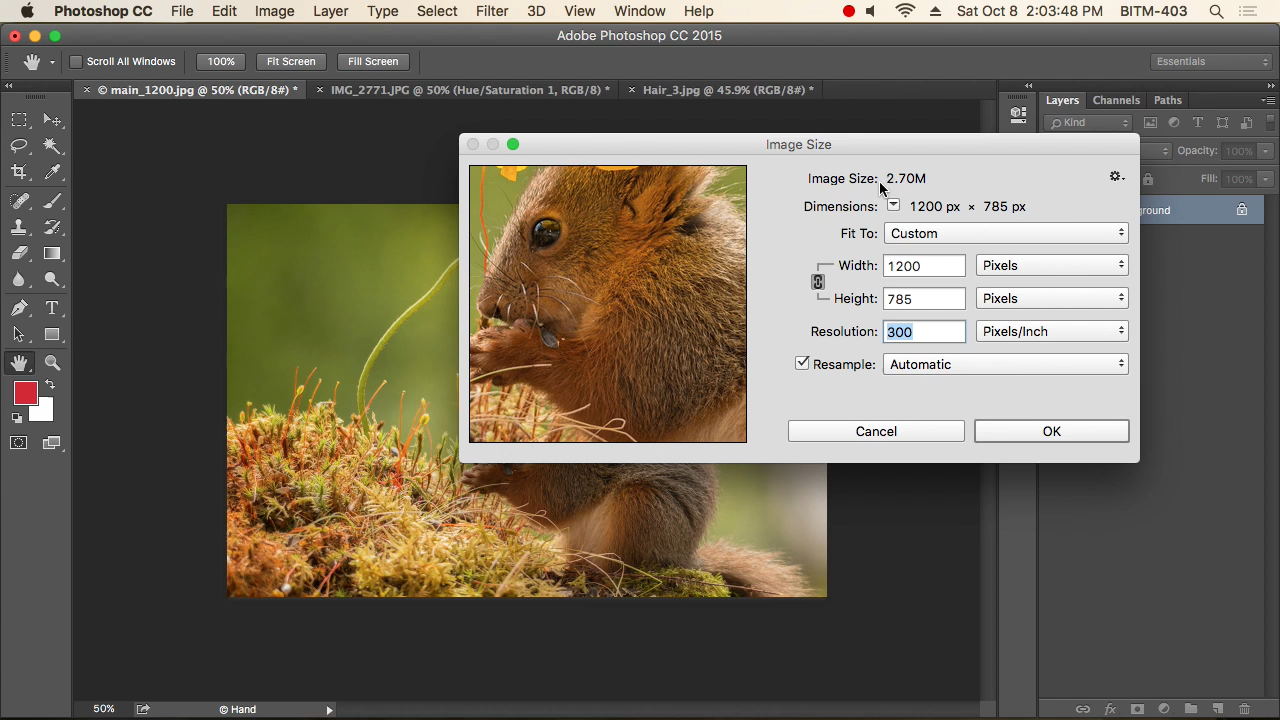 Photoshop CC File Edit Image Layer Type Select Filter 3D View Window Help Sat Oct 8 2:03:48 PM BITM-403
Adobe Photoshop CC 2015
Scroll All Windows 100% Fit Screen Fill Screen Essentials
© main_1200.jpg @ 50% (RGB/8#) * IMG_2771.JPG @ 50% (Hue/Saturation 1, RGB/8) * Hair_3.jpg @ 45.9% (RGB/8#) *
Layers Channels Paths
Kind
Opacity: 100%
Fill: 100%
ground
Image Size
Image Size: 2.70M
Dimensions: 1200 px × 785 px
Fit To: Custom
Width: 1200 Pixels
Height: 785 Pixels
Resolution: 300 Pixels/Inch
Resample: Automatic
Cancel OK
50% © Hand